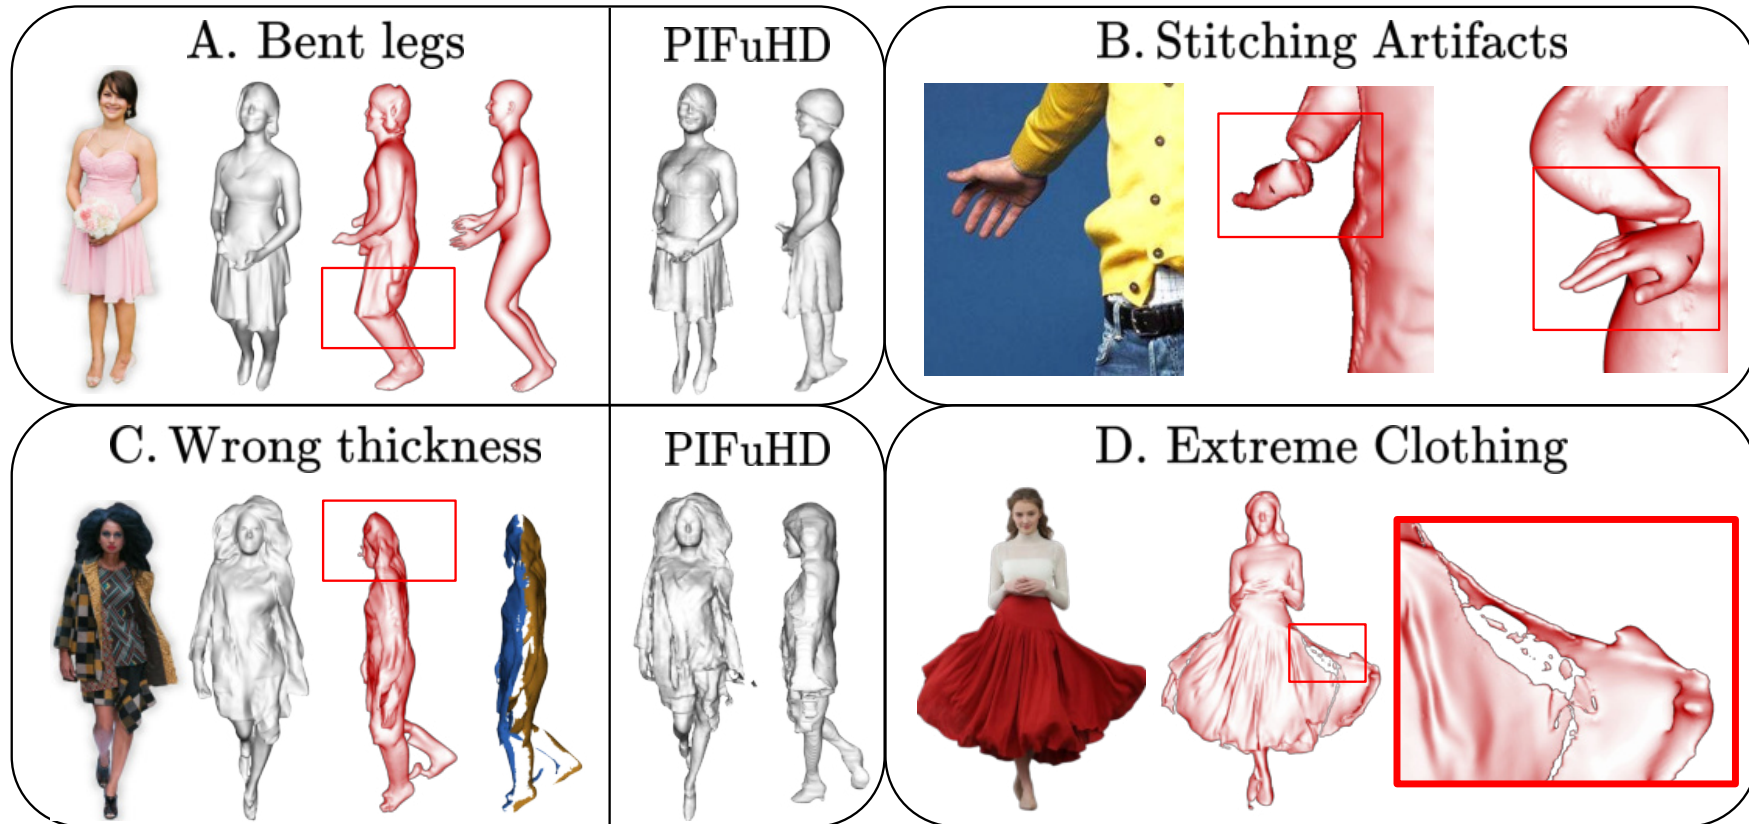 A. Bent legs
PIFuHD
B. Stitching Artifacts
C. Wrong thickness
PIFuHD
D. Extreme Clothing